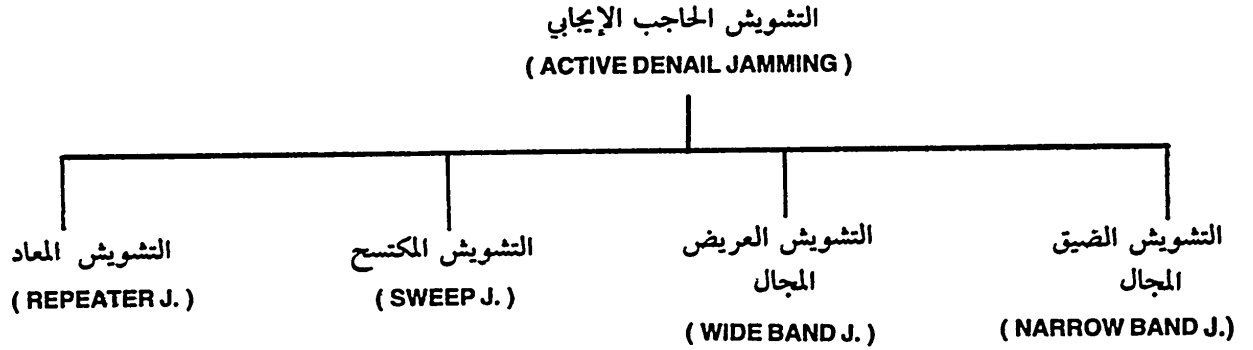 التشويش الحاجب الإيجابي
( ACTIVE DENAIL JAMMING )
التشويش الضيق
المجال
( NARROW BAND J.)
التشويش العريض
المجال
( WIDE BAND J. )
التشويش المكتسح
( SWEEP J. )
التشويش المعاد
( REPEATER J. )